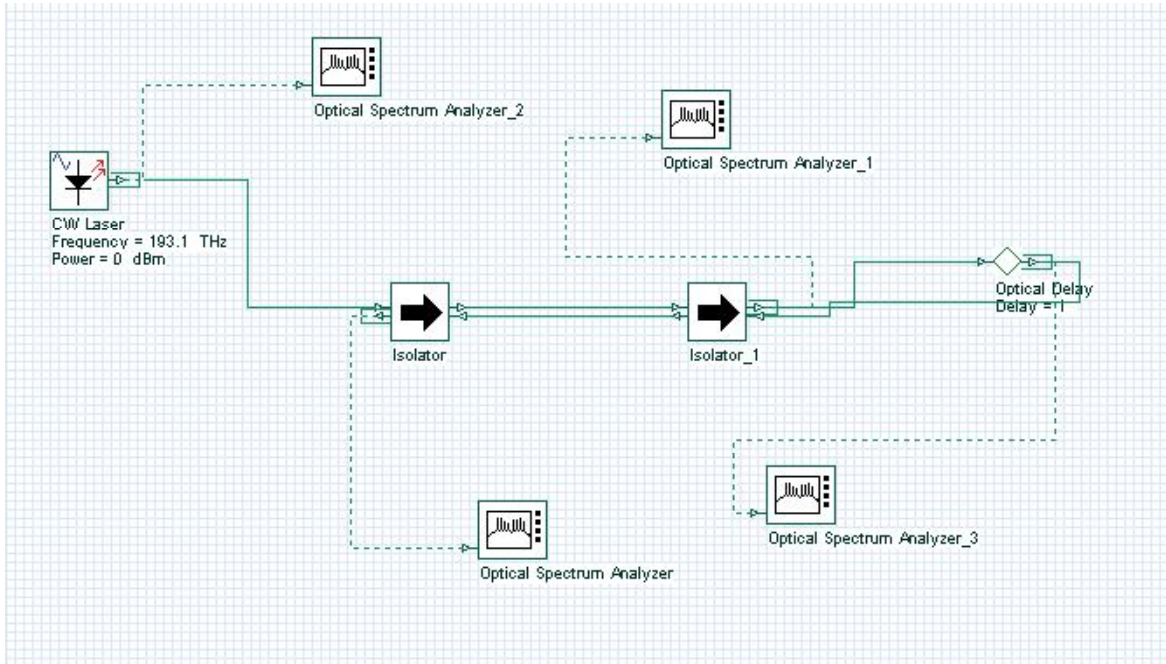 Optical Spectrum Analyzer_2
Optical Spectrum Analyzer_1
CW Laser
Frequency = 193.1 THz
Power = 0 dBm
Optical Delay
Delay = 1
Isolator
Isolator_1
Optical Spectrum Analyzer_3
Optical Spectrum Analyzer